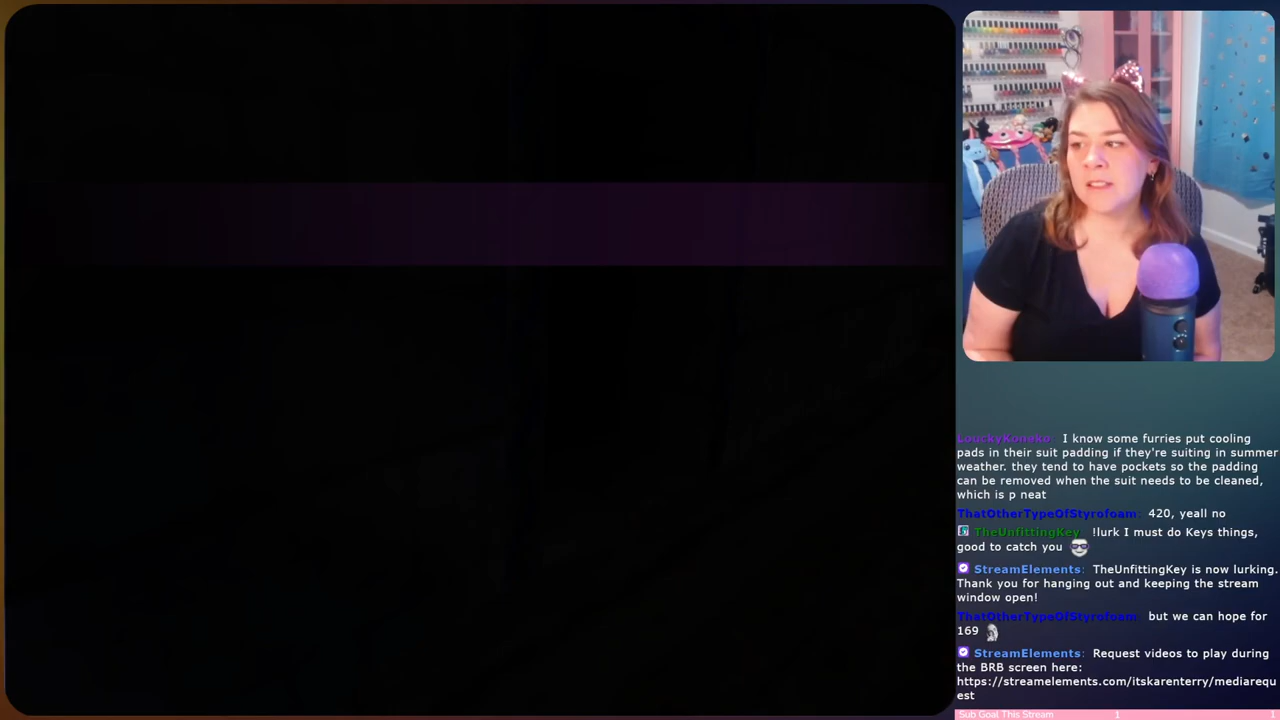 LouckyKonako: I know some furries put cooling
pads in their suit padding if they're suiting in summer
weather. they tend to have pockets so the padding
can be removed when the suit needs to be cleaned,
which is p neat
ThatOtherTypeOfStyrofoam: 420, yeall no
TheUnfittingKey !lurk I must do Keys things,
good to catch you
StreamElements: TheUnfittingKey is now lurking.
Thank you for hanging out and keeping the stream
window open!
ThatOtherTypeOfStyrofoam: but we can hope for
169
StreamElements: Request videos to play during
the BRB screen here:
https://streamelements.com/itskarenterry/mediarequ
est
Sub Goal This Stream 1 1